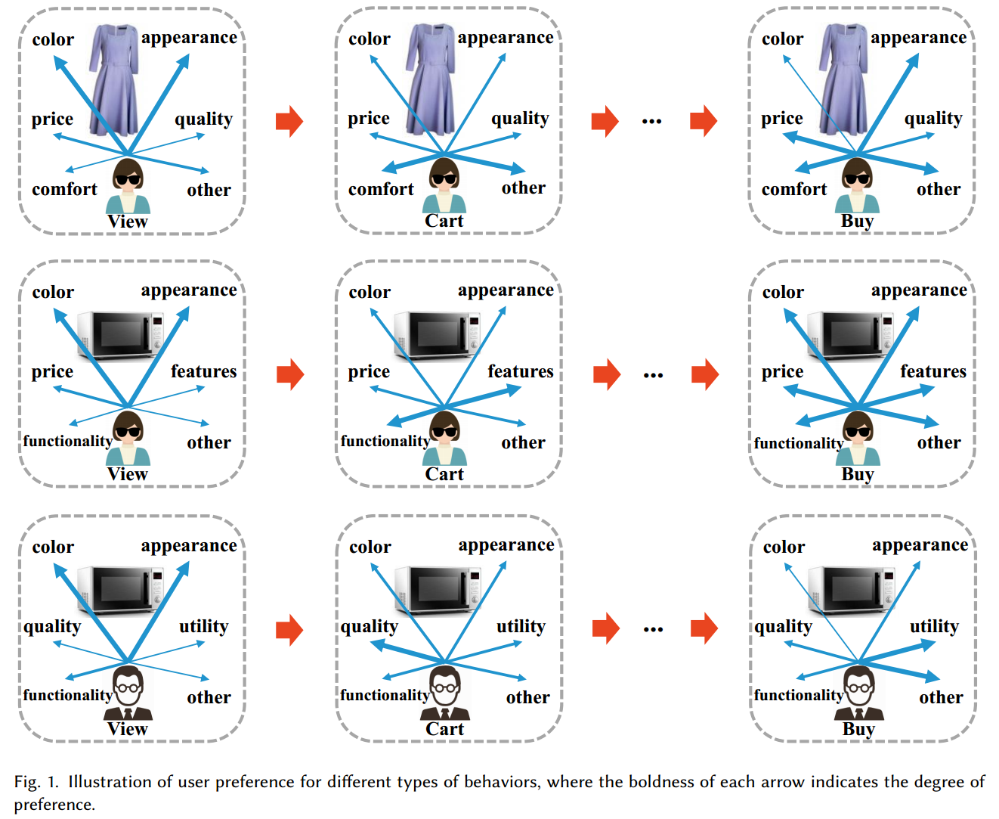 color appearance
price quality
comfort other
View
color appearance
price quality
comfort other
Cart
...
color appearance
price quality
comfort other
Buy
color appearance
price features
functionality other
View
color appearance
price features
functionality other
Cart
...
color appearance
price features
functionality other
Buy
color appearance
quality utility
functionality other
View
color appearance
quality utility
functionality other
Cart
...
color appearance
quality utility
functionality other
Buy
Fig. 1. Illustration of user preference for different types of behaviors, where the boldness of each arrow indicates the degree of
preference.